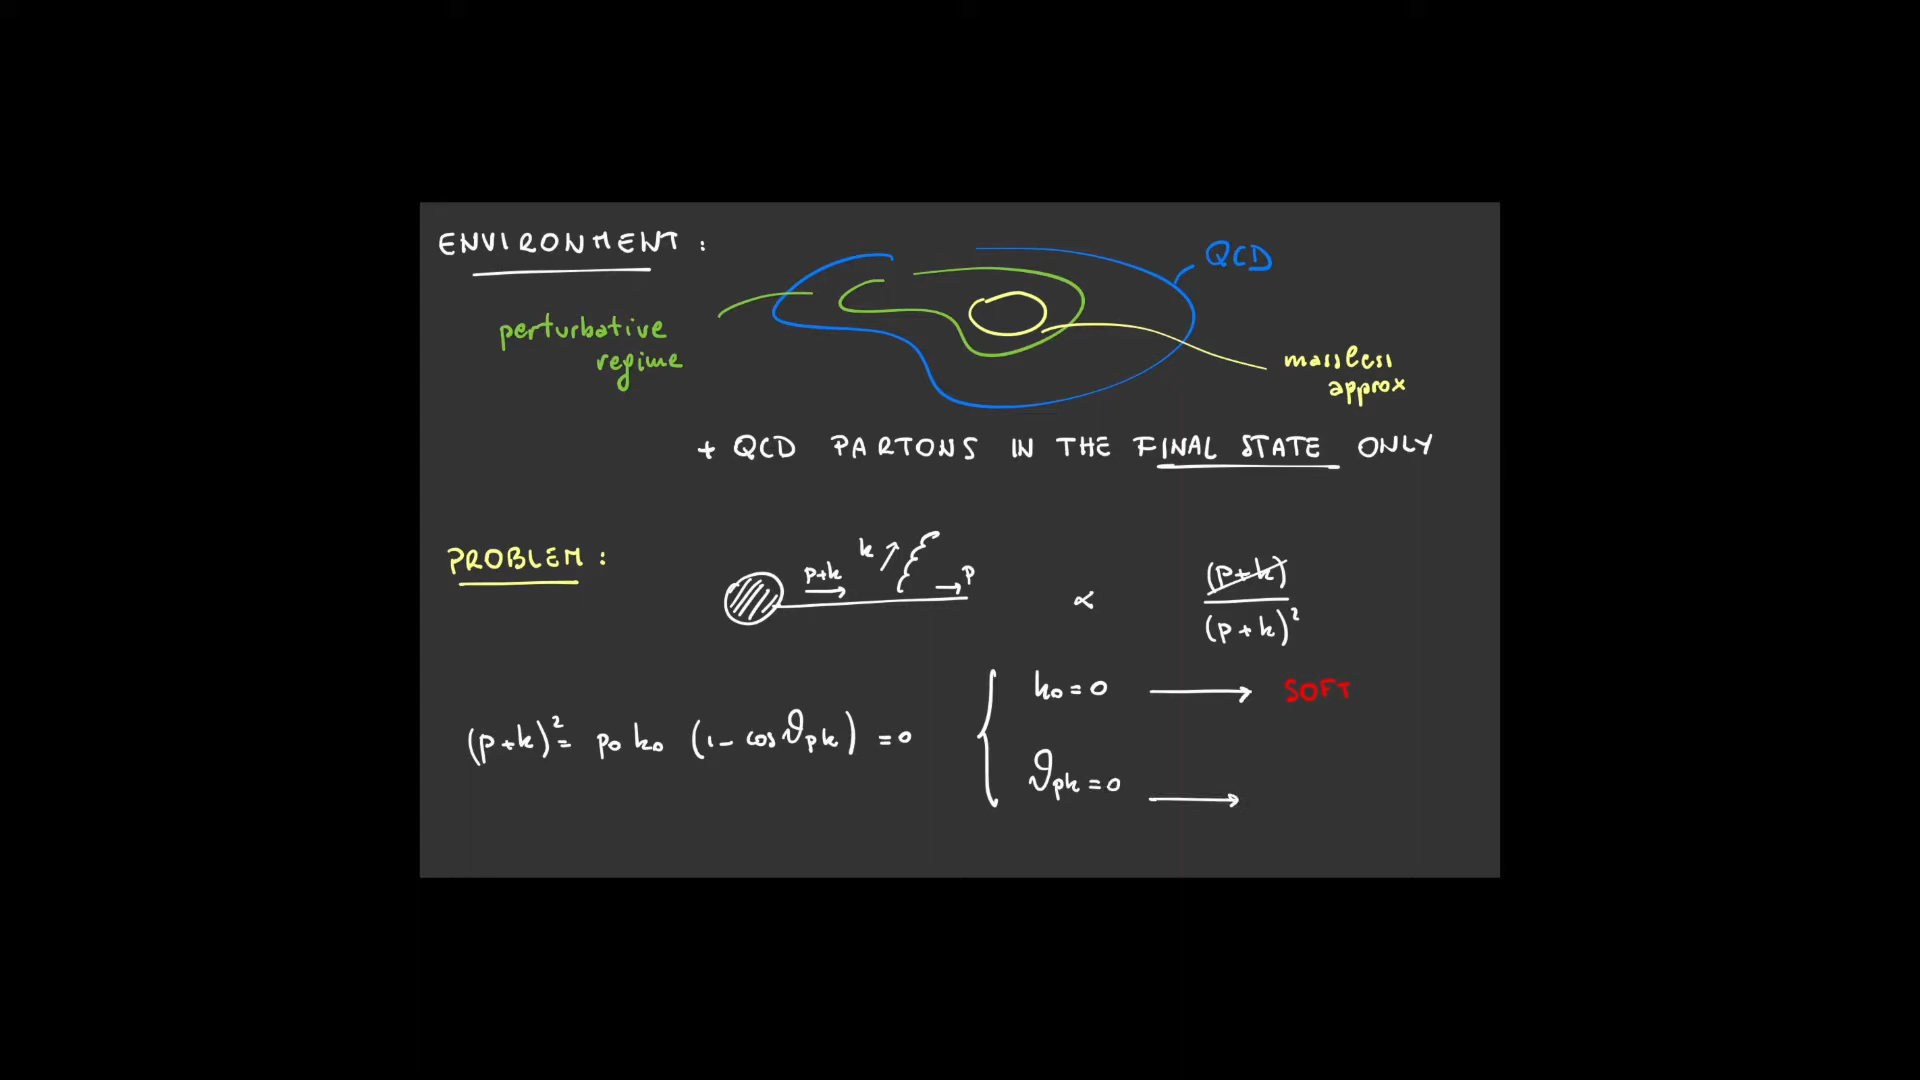 ENVIRONMENT :
QCD
perturbative
regime
massless
approx
+ QCD PARTONS IN THE FINAL STATE ONLY
PROBLEM :
p+k
k
p
∝
(p+k)
(p+k)²
(p+k)² = p₀ k₀ (1 - cos ϑₚₖ) = 0
k₀ = 0 → SOFT
ϑₚₖ = 0 →